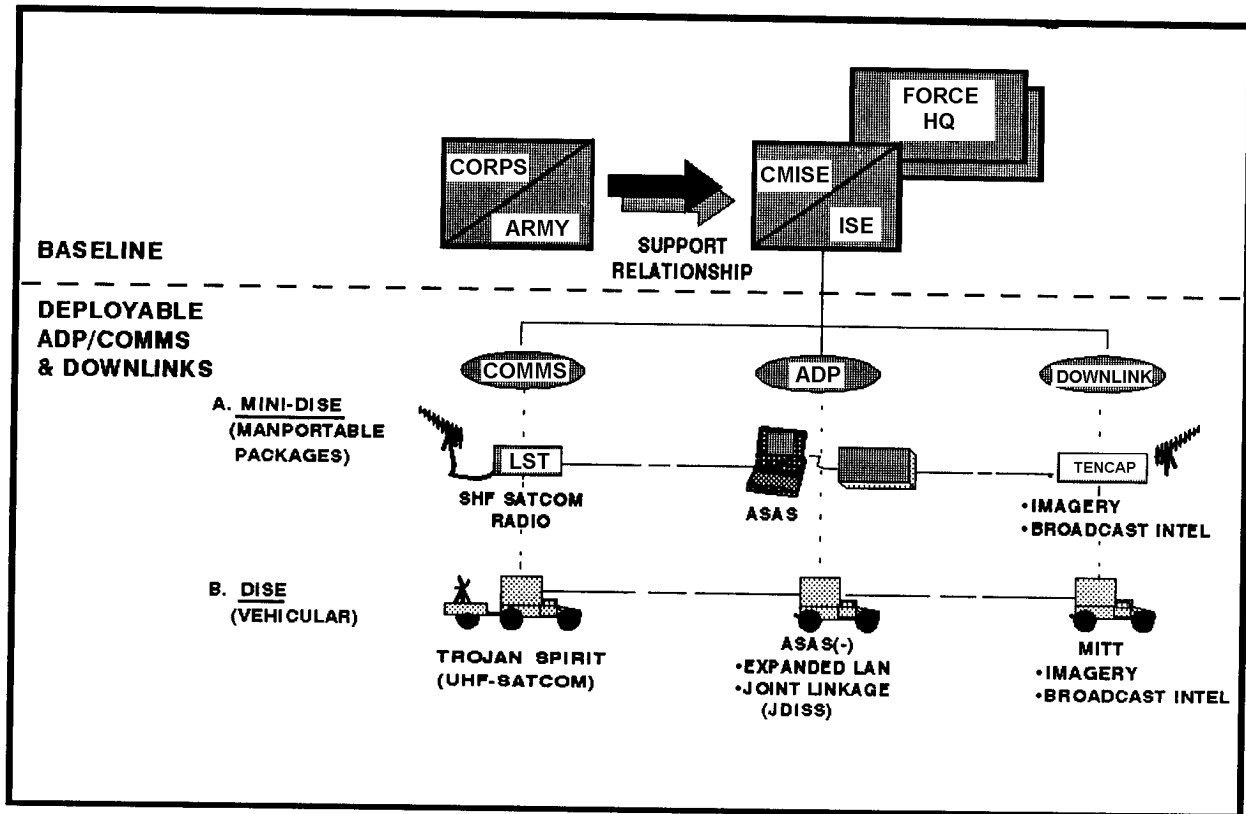 FORCE
HQ
CORPS
ARMY
CMISE
ISE
SUPPORT
RELATIONSHIP
BASELINE
DEPLOYABLE
ADP/COMMS
& DOWNLINKS
COMMS
ADP
DOWNLINK
A. MINI-DISE
(MANPORTABLE
PACKAGES)
LST
SHF SATCOM
RADIO
ASAS
TENCAP
•IMAGERY
•BROADCAST INTEL
B. DISE
(VEHICULAR)
TROJAN SPIRIT
(UHF-SATCOM)
ASAS(-)
•EXPANDED LAN
•JOINT LINKAGE
(JDISS)
MITT
•IMAGERY
•BROADCAST INTEL